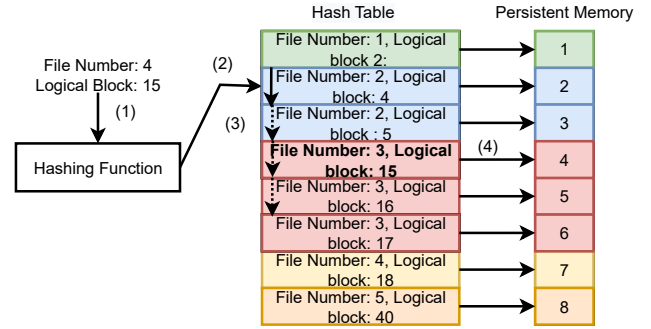 Hash Table
Persistent Memory
File Number: 4
Logical Block: 15
(1)
Hashing Function
(2)
(3)
File Number: 1, Logical
block 2:
1
File Number: 2, Logical
block: 4
2
File Number: 2, Logical
block : 5
3
File Number: 3, Logical
block: 15
(4)
4
File Number: 3, Logical
block: 16
5
File Number: 3, Logical
block: 17
6
File Number: 4, Logical
block: 18
7
File Number: 5, Logical
block: 40
8